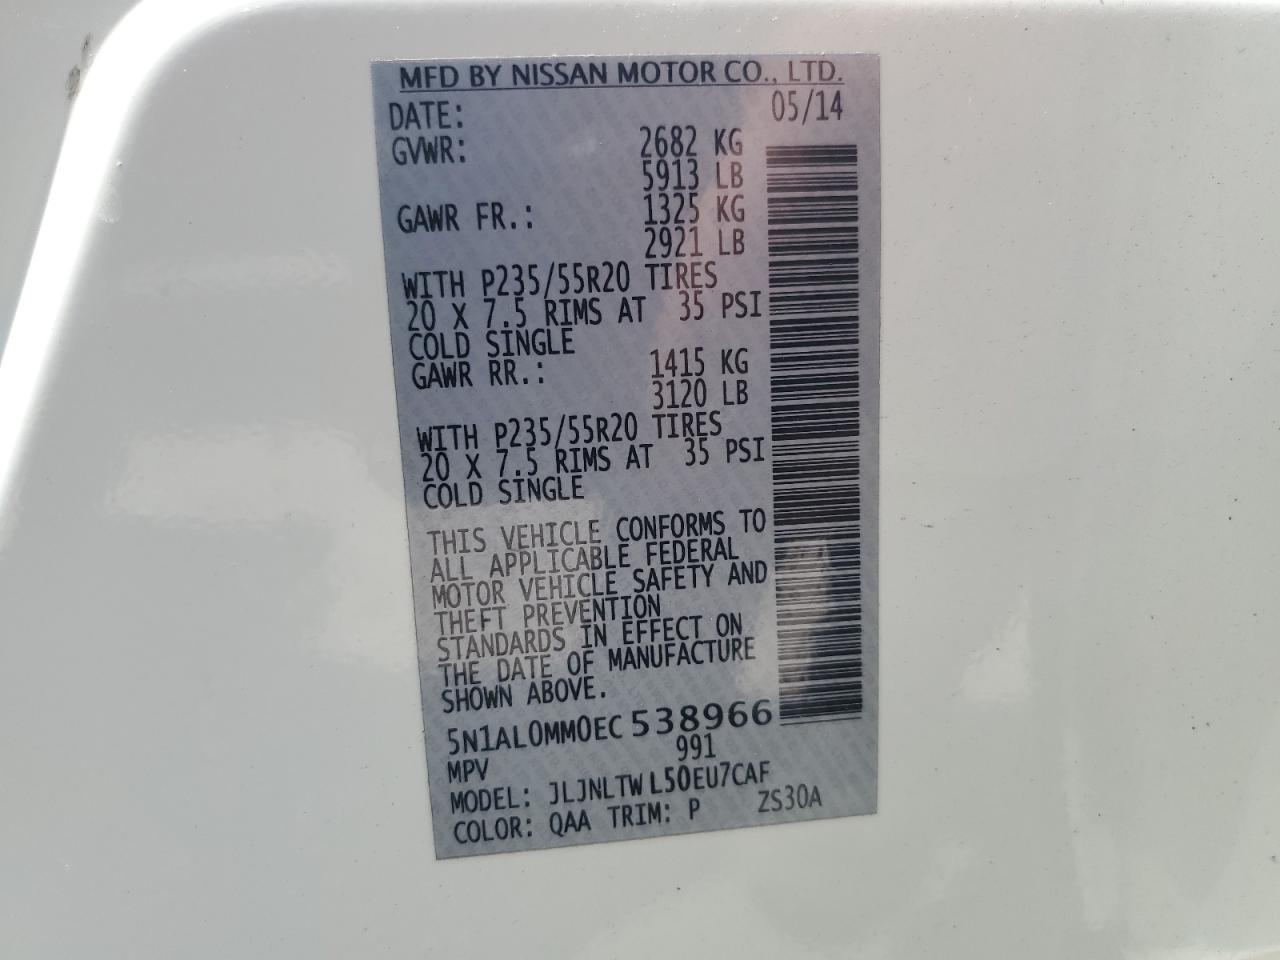 MFD BY NISSAN MOTOR CO., LTD.
DATE: 05/14
GVWR: 2682 KG
5913 LB
GAWR FR.: 1325 KG
2921 LB
WITH P235/55R20 TIRES
20 X 7.5 RIMS AT 35 PSI
COLD SINGLE
GAWR RR.: 1415 KG
3120 LB
WITH P235/55R20 TIRES
20 X 7.5 RIMS AT 35 PSI
COLD SINGLE
THIS VEHICLE CONFORMS TO
ALL APPLICABLE FEDERAL
MOTOR VEHICLE SAFETY AND
THEFT PREVENTION
STANDARDS IN EFFECT ON
THE DATE OF MANUFACTURE
SHOWN ABOVE.
5N1AL0MM0EC538966
MPV 991
MODEL: JLJNLTWL50EU7CAF
COLOR: QAA TRIM: P ZS30A